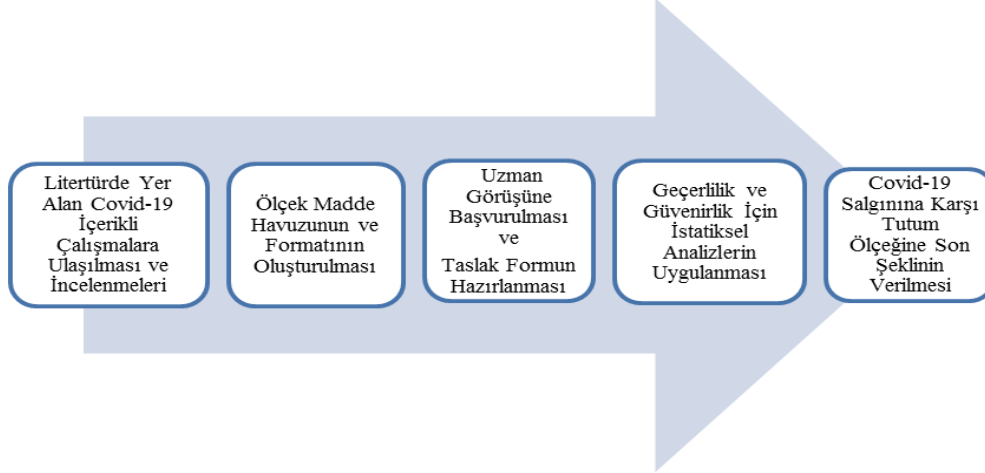 Litertürde Yer
Alan Covid-19
İçerikli
Çalışmalara
Ulaşılması ve
İncelenmeleri
Ölçek Madde
Havuzunun ve
Formatının
Oluşturulması
Uzman
Görüşüne
Başvurulması
ve
Taslak Formun
Hazırlanması
Geçerlilik ve
Güvenirlik İçin
İstatiksel
Analizlerin
Uygulanması
Covid-19
Salgınına Karşı
Tutum
Ölçeğine Son
Şeklinin
Verilmesi